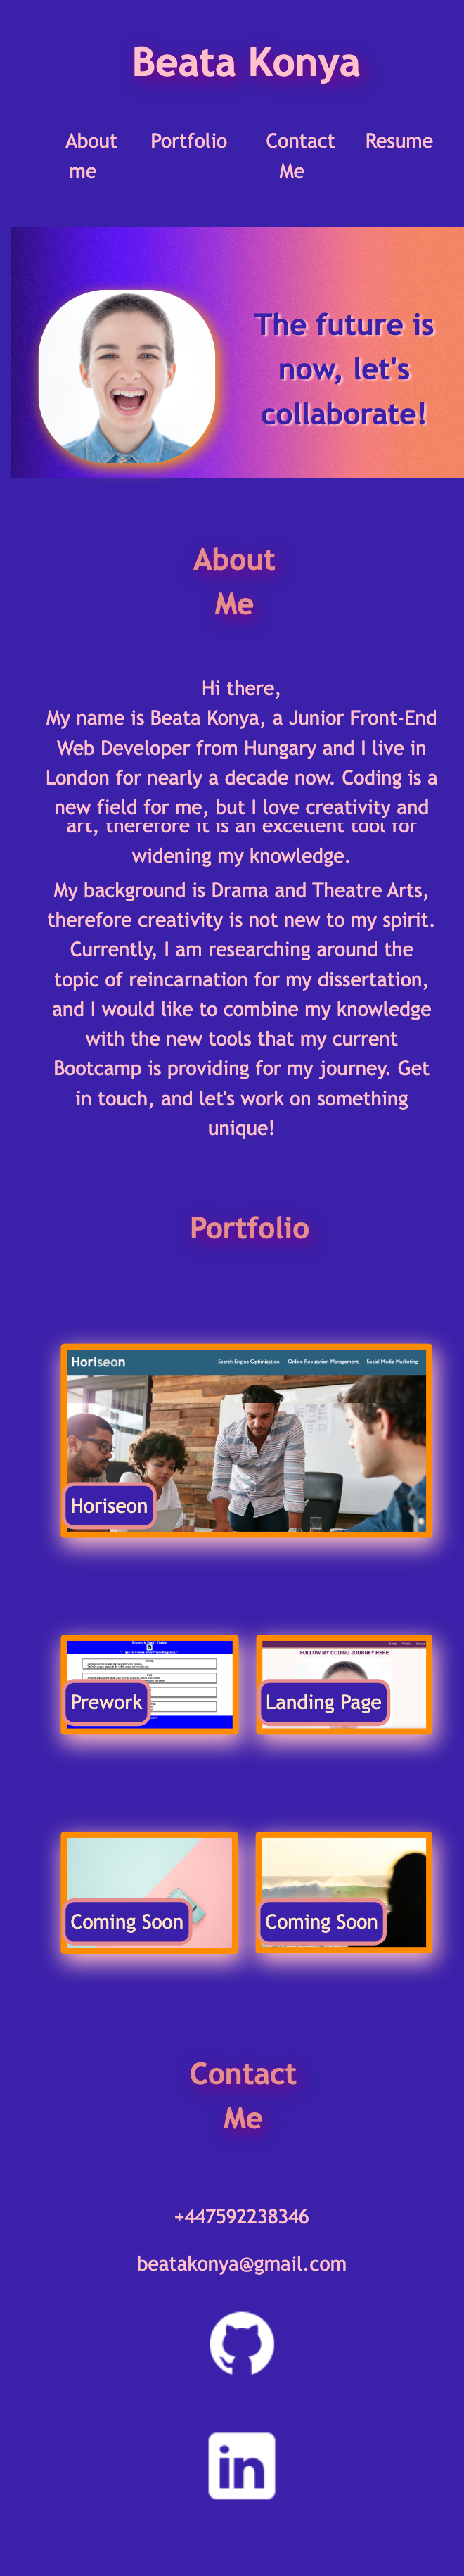 Beata Konya
About
me
Portfolio
Contact
Me
Resume
The future is
now, let's
collaborate!
About
Me
Hi there,
My name is Beata Konya, a Junior Front-End
Web Developer from Hungary and I live in
London for nearly a decade now. Coding is a
new field for me, but I love creativity and
art, therefore it is an excellent tool for
widening my knowledge.
My background is Drama and Theatre Arts,
therefore creativity is not new to my spirit.
Currently, I am researching around the
topic of reincarnation for my dissertation,
and I would like to combine my knowledge
with the new tools that my current
Bootcamp is providing for my journey. Get
in touch, and let's work on something
unique!
Portfolio
Horiseon
Search Engine Optimization Online Reputation Management Social Media Marketing
Horiseon
Prework Study Guide
Prework
FOLLOW MY CODING JOURNEY HERE
Landing Page
Coming Soon
Coming Soon
Contact
Me
+447592238346
beatakonya@gmail.com
in